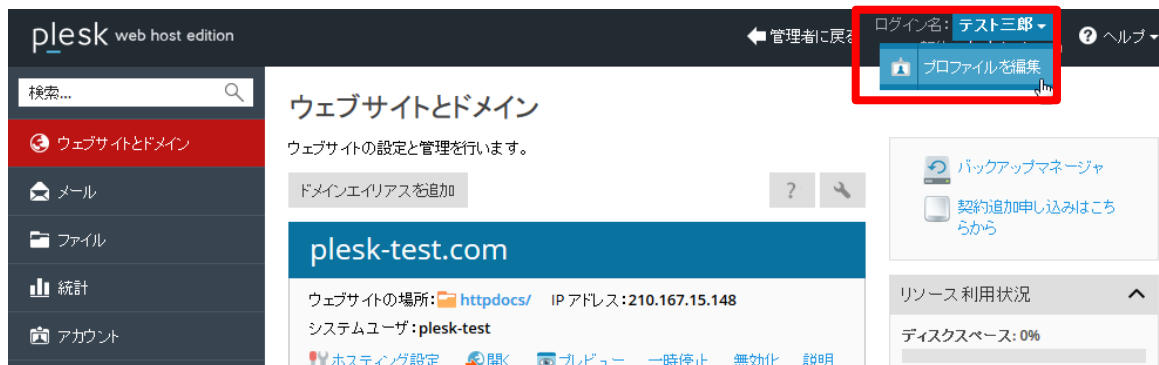 plesk web host edition
管理者に戻る
ログイン名: テスト三郎
ヘルプ
プロファイルを編集
検索...
ウェブサイトとドメイン
メール
ファイル
統計
アカウント
ウェブサイトとドメイン
ウェブサイトの設定と管理を行います。
ドメインエイリアスを追加
?
plesk-test.com
ウェブサイトの場所: httpdocs/ IP アドレス: 210.167.15.148
システムユーザ: plesk-test
ホスティング設定 開く プレビュー 一時停止 無効化 説明
バックアップマネージャ
契約追加申し込みはこち
らから
リソース利用状況
ディスクスペース: 0%